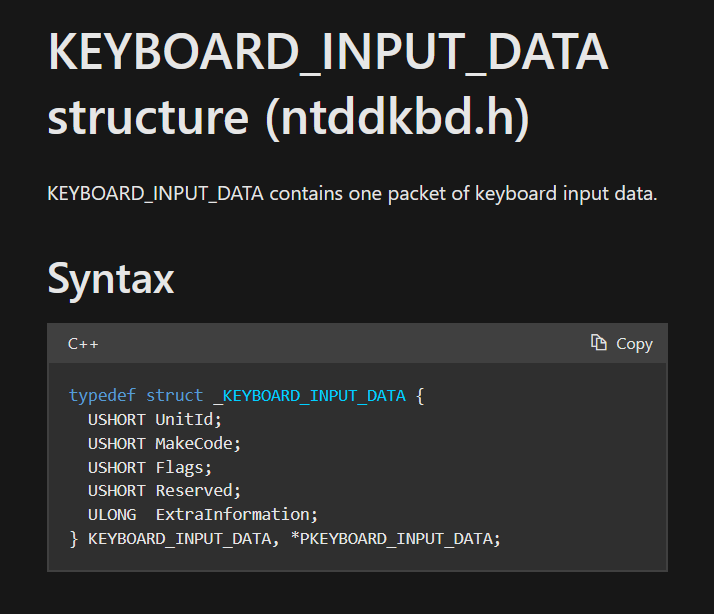 KEYBOARD_INPUT_DATA
structure (ntddkbd.h)
KEYBOARD_INPUT_DATA contains one packet of keyboard input data.
Syntax
C++ Copy
typedef struct _KEYBOARD_INPUT_DATA {
  USHORT UnitId;
  USHORT MakeCode;
  USHORT Flags;
  USHORT Reserved;
  ULONG  ExtraInformation;
} KEYBOARD_INPUT_DATA, *PKEYBOARD_INPUT_DATA;